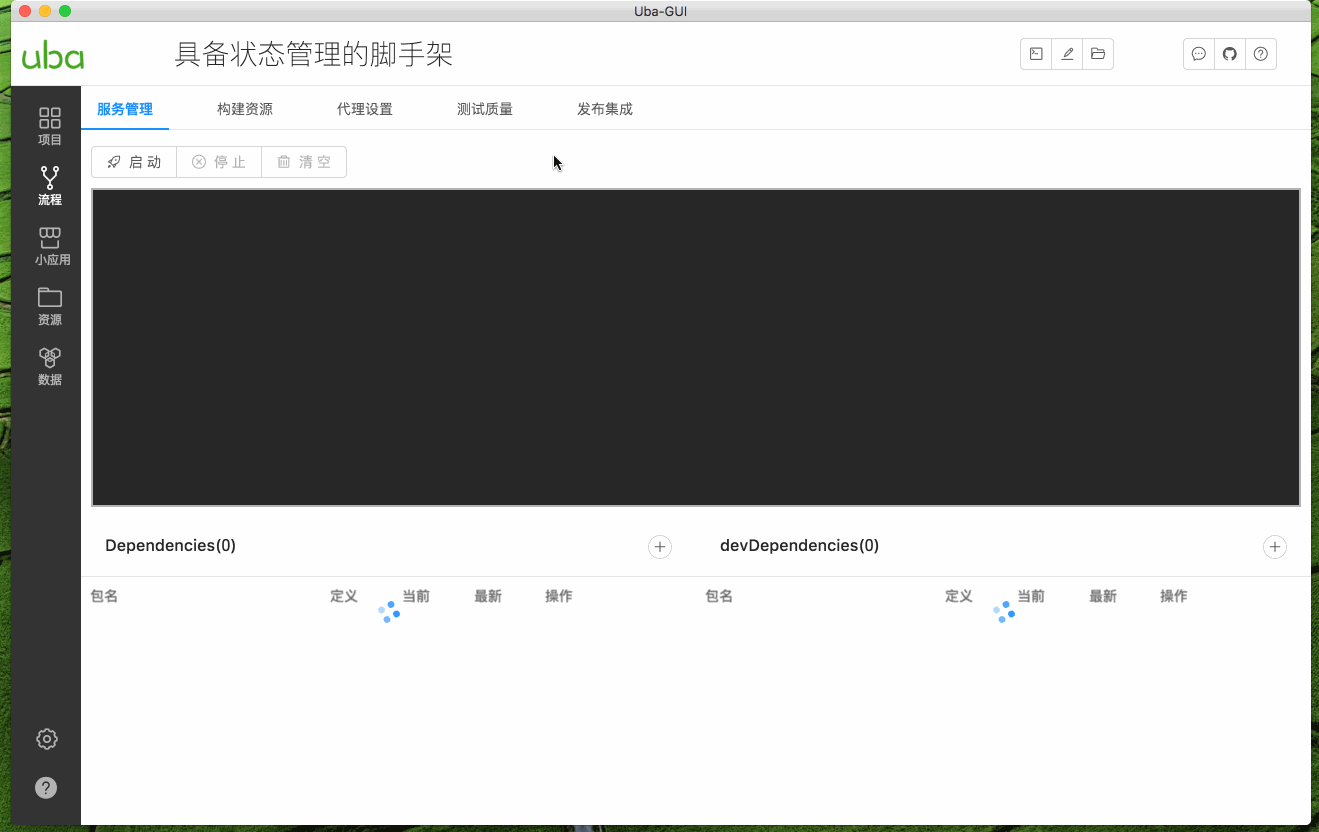 Uba-GUI
uba
具备状态管理的脚手架
项目
流程
小应用
资源
数据
服务管理 构建资源 代理设置 测试质量 发布集成
启动 停止 清空
Dependencies(0)
包名 定义 当前 最新 操作
devDependencies(0)
包名 定义 当前 最新 操作